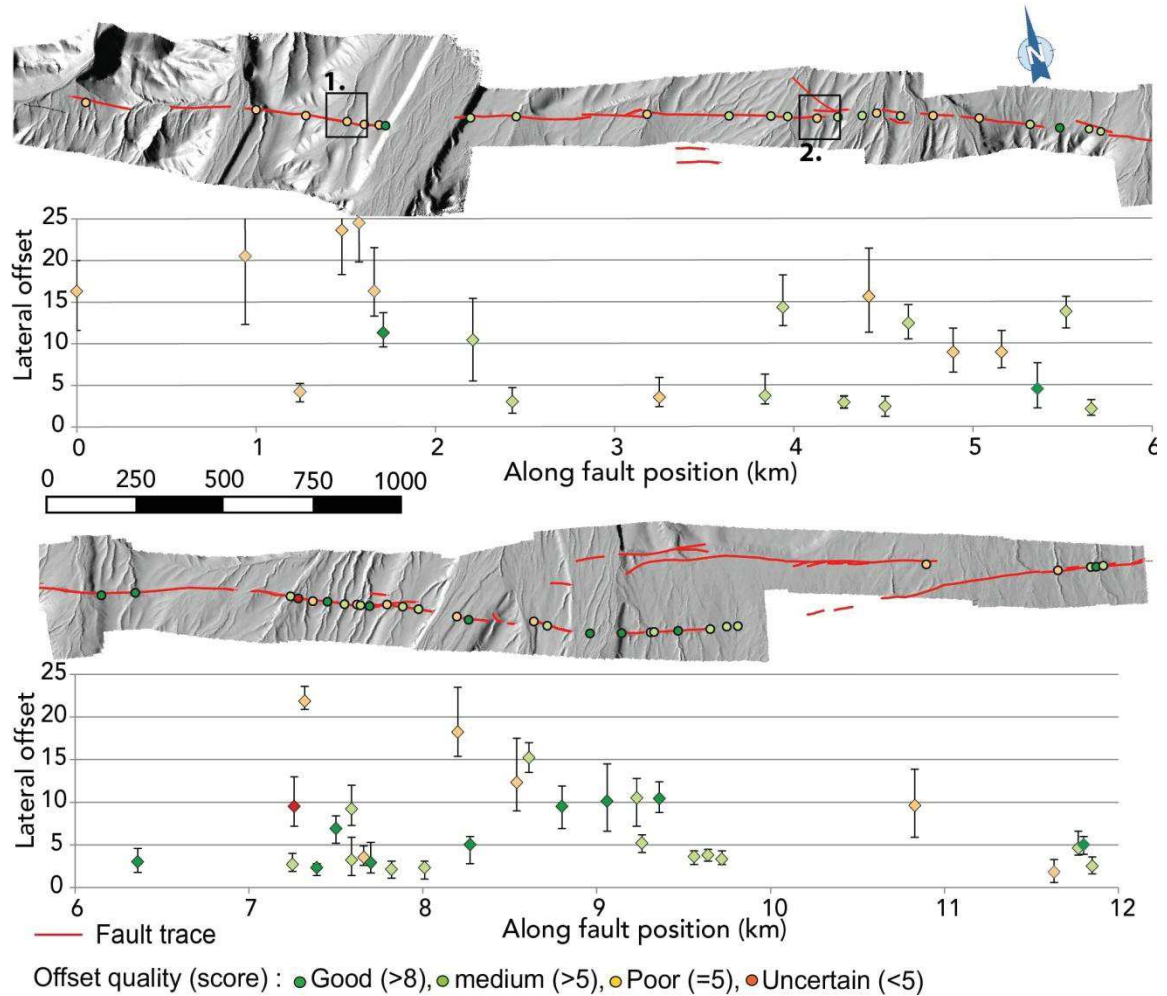 N
1.
2.
25
20
15
10
5
0
Lateral offset
0 1 2 3 4 5 6
Along fault position (km)
0 250 500 750 1000
25
20
15
10
5
0
Lateral offset
6 7 8 9 10 11 12
Along fault position (km)
Fault trace
Offset quality (score) : Good (>8), medium (>5), Poor (=5), Uncertain (<5)